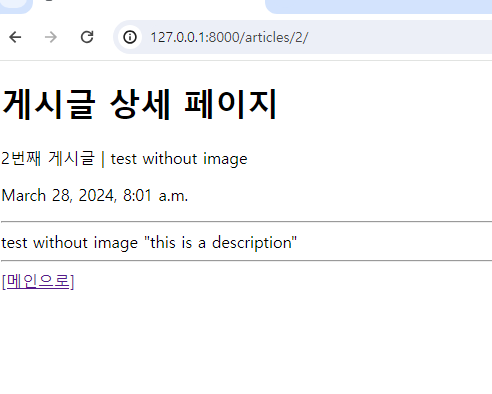 127.0.0.1:8000/articles/2/
게시글 상세 페이지
2번째 게시글 | test without image
March 28, 2024, 8:01 a.m.
test without image "this is a description"
[메인으로]